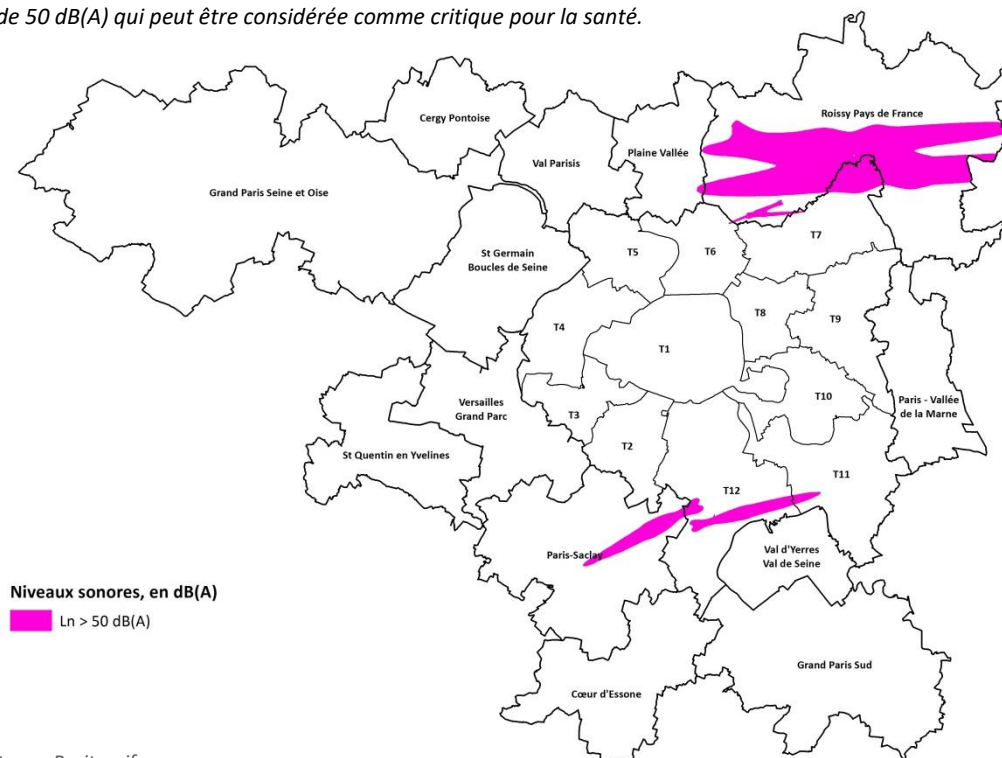 de 50 dB(A) qui peut être considérée comme critique pour la santé.
Cergy Pontoise
Roissy Pays de France
Val Parisis
Plaine Vallée
Grand Paris Seine et Oise
T7
St Germain
Boucles de Seine
T5
T6
T8
T9
T4
T1
T10
Versailles
Grand Parc
T3
Paris - Vallée
de la Marne
T2
St Quentin en Yvelines
T11
T12
Paris-Saclay
Val d'Yerres
Val de Seine
Niveaux sonores, en dB(A)
Ln > 50 dB(A)
Grand Paris Sud
Cœur d'Essone